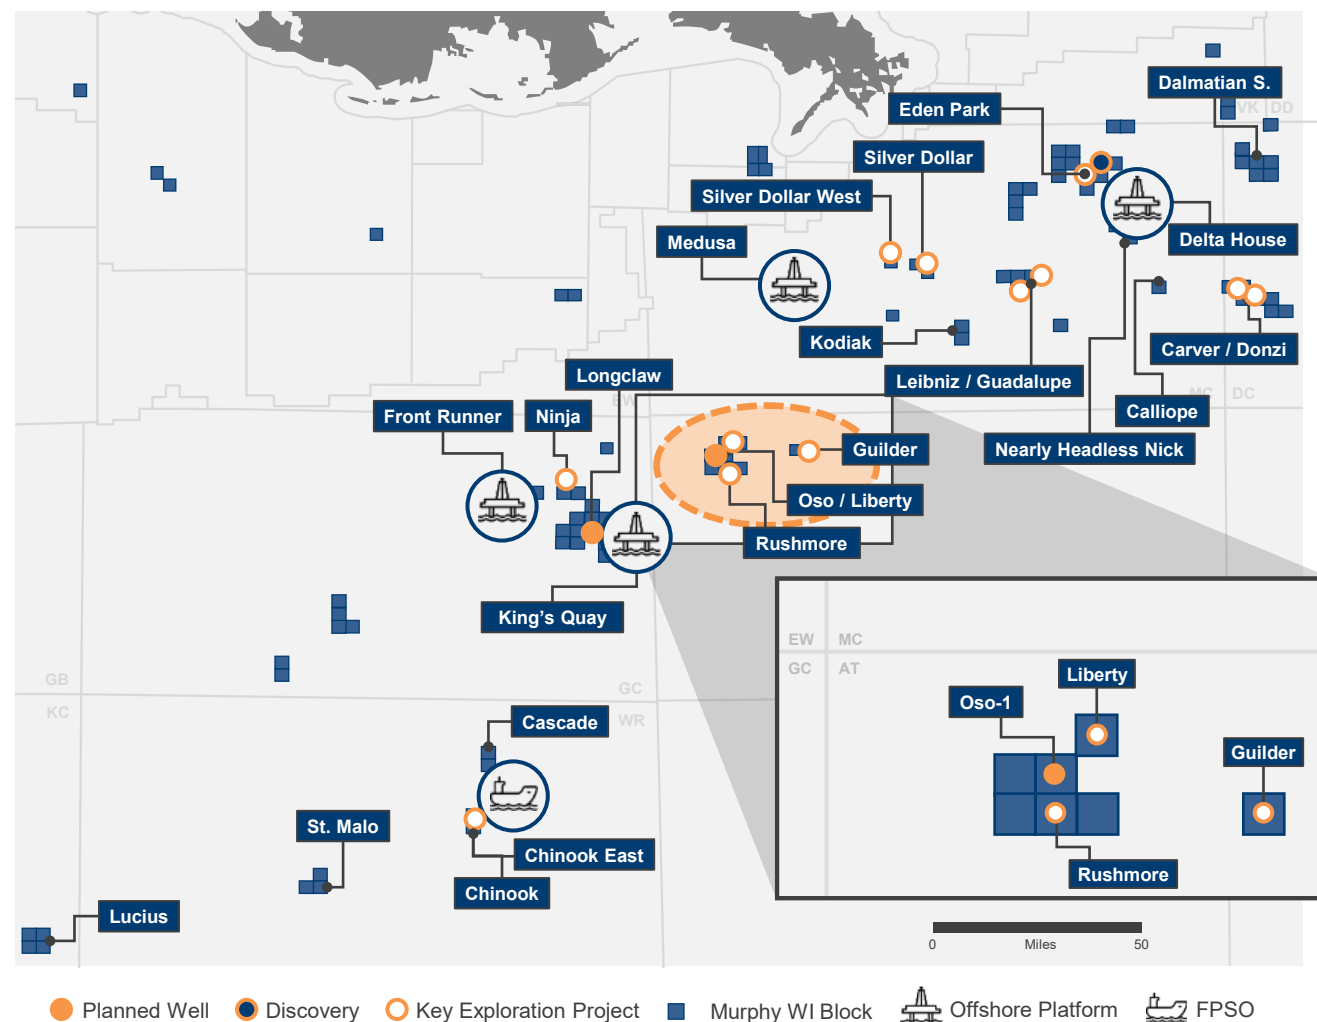 Dalmatian S.
Eden Park
VK
DD
Silver Dollar
Silver Dollar West
Medusa
Delta House
Kodiak
Carver / Donzi
Longclaw
Leibniz / Guadalupe
MC
DC
EW
Calliope
Front Runner
Ninja
Nearly Headless Nick
Guilder
Oso / Liberty
Rushmore
King’s Quay
EW
MC
GC
AT
Liberty
Oso-1
Guilder
Rushmore
GB
GC
KC
WR
Cascade
St. Malo
Chinook East
Chinook
Lucius
0
Miles
50
Planned Well
Discovery
Key Exploration Project
Murphy WI Block
Offshore Platform
FPSO